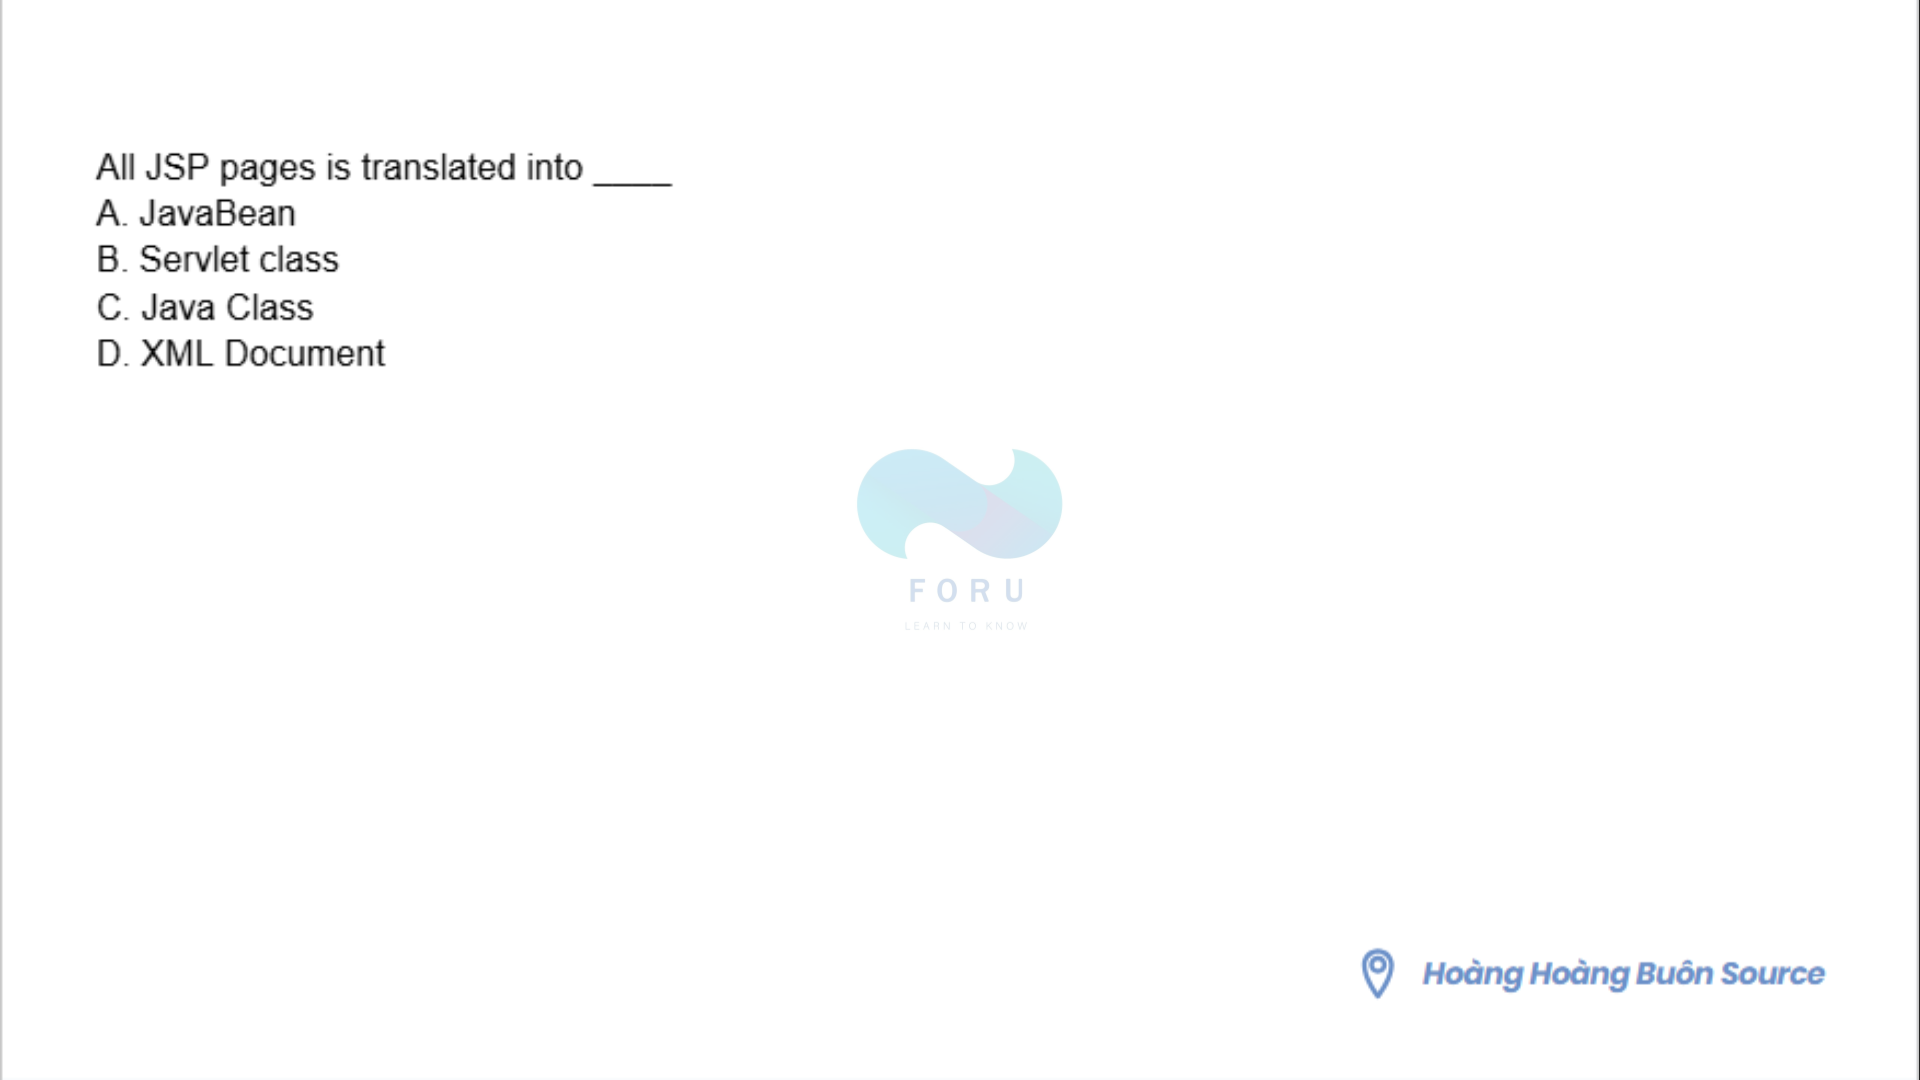 All JSP pages is translated into ____
A. JavaBean
B. Servlet class
C. Java Class
D. XML Document
FORU
LEARN TO KNOW
Hoàng Hoàng Buôn Source